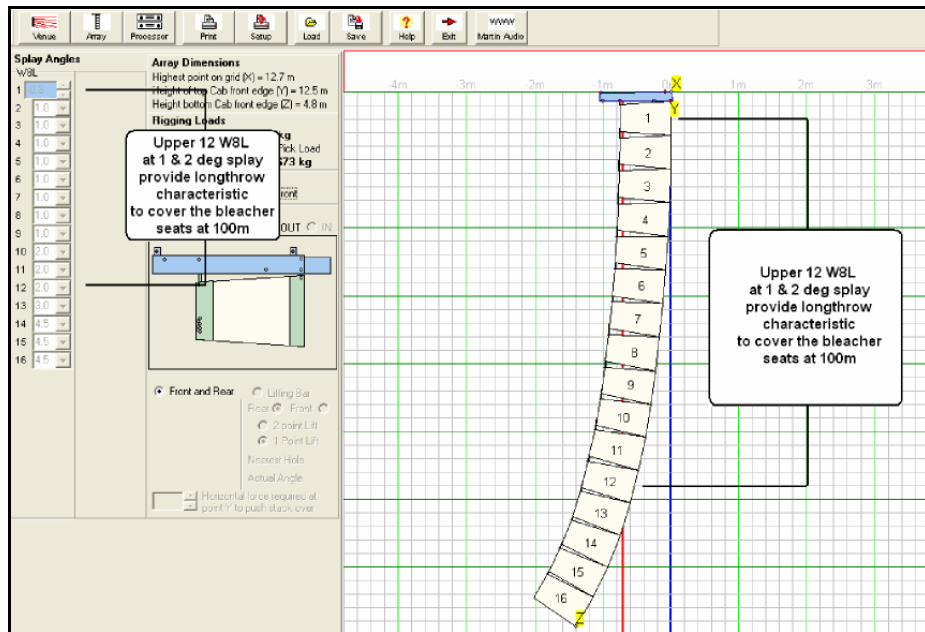 Venue
Array
Processor
Print
Setup
Load
Save
Help
Exit
Martin Audio
Splay Angles
W8L
1 -0.3
2 1.0
3 1.0
4 1.0
5 1.0
6 1.0
7 1.0
8 1.0
9 1.0
10 2.0
11 2.0
12 2.0
13 3.0
14 4.5
15 4.5
16 4.5
Array Dimensions
Highest point on grid (X) = 12.7 m
Height of top Cab front edge (Y) = 12.5 m
Height bottom Cab front edge (Z) = 4.8 m
Rigging Loads
kg
Pick Load
673 kg
Upper 12 W8L
at 1 & 2 deg splay
provide longthrow
characteristic
to cover the bleacher
seats at 100m
OUT IN
Front and Rear
Lifting Bar
Rear Front
2 point Lift
1 Point Lift
Nearest Hole
Actual Angle
Horizontal force required at
point Y to push stack over
-4m -3m -2m -1m 0m 1m 2m 3m
X
Y
1
2
3
4
5
6
7
8
9
10
11
12
13
14
15
16
Z
Upper 12 W8L
at 1 & 2 deg splay
provide longthrow
characteristic
to cover the bleacher
seats at 100m